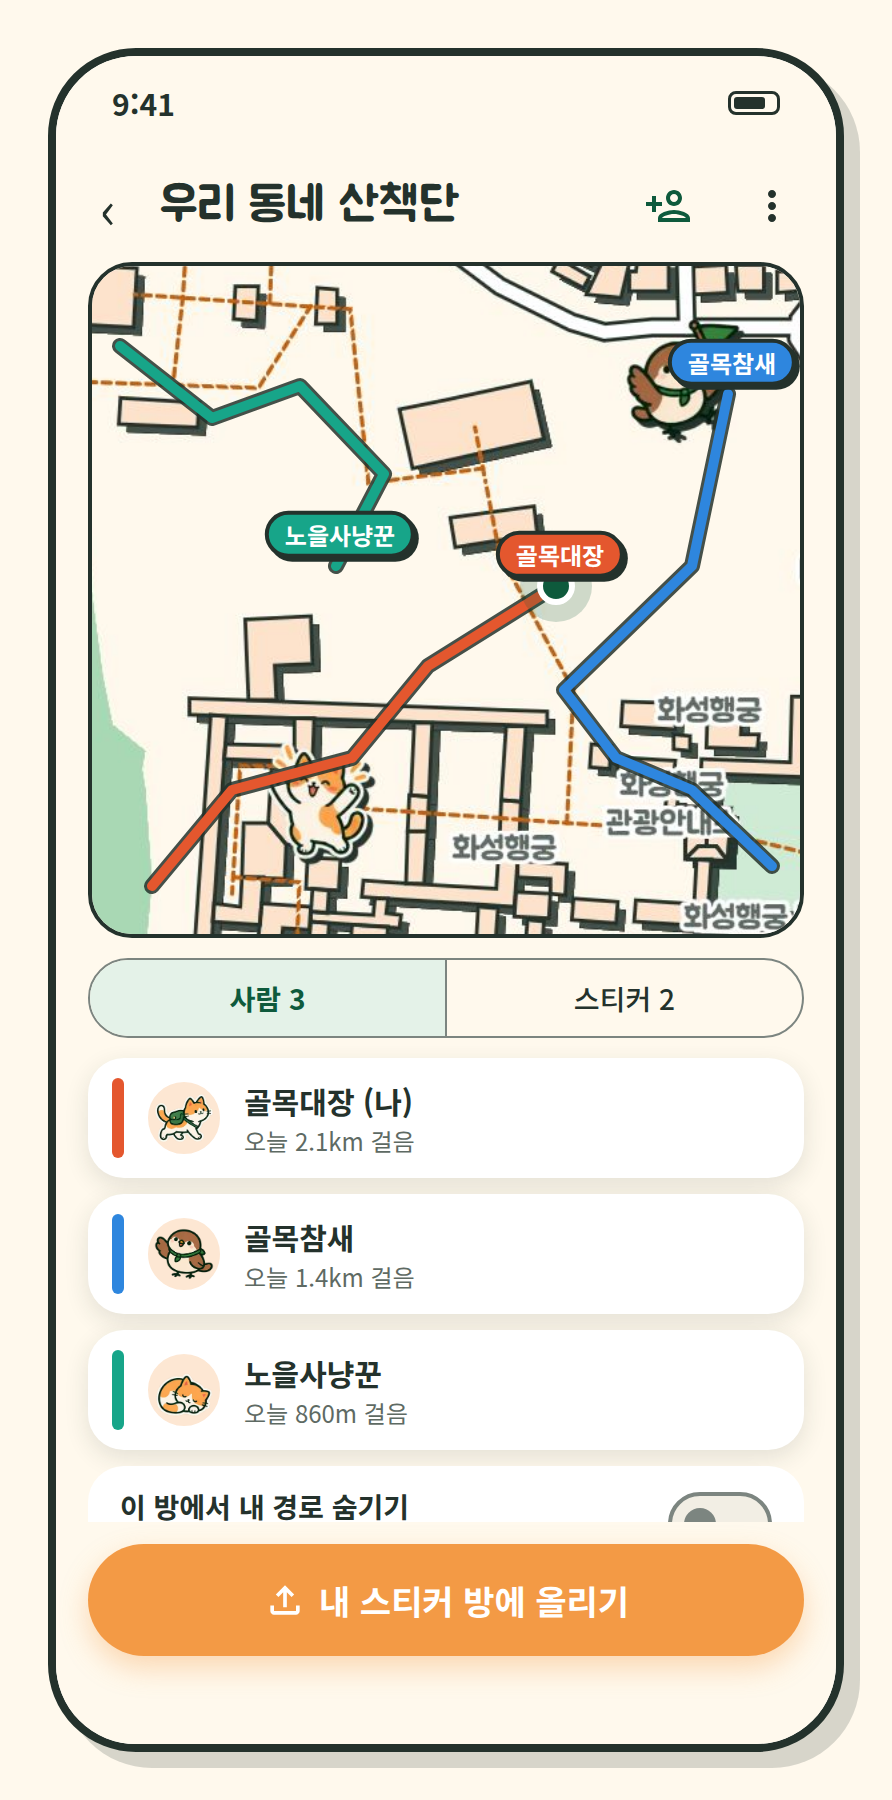 9:41
우리 동네 산책단
골목참새
노을사냥꾼
골목대장
화성행궁
화성행궁
관광안내소
화성행궁
화성행궁
사람 3
스티커 2
골목대장 (나)
오늘 2.1km 걸음
골목참새
오늘 1.4km 걸음
노을사냥꾼
오늘 860m 걸음
이 방에서 내 경로 숨기기
내 스티커 방에 올리기